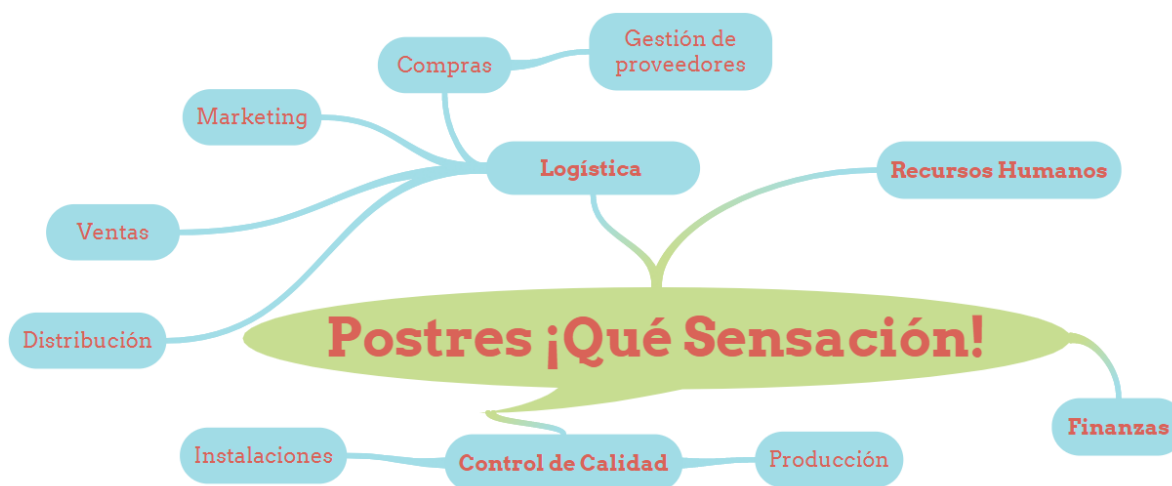 Gestión de
proveedores
Compras
Marketing
Logística
Recursos Humanos
Ventas
Distribución
Postres ¡Qué Sensación!
Finanzas
Instalaciones
Control de Calidad
Producción